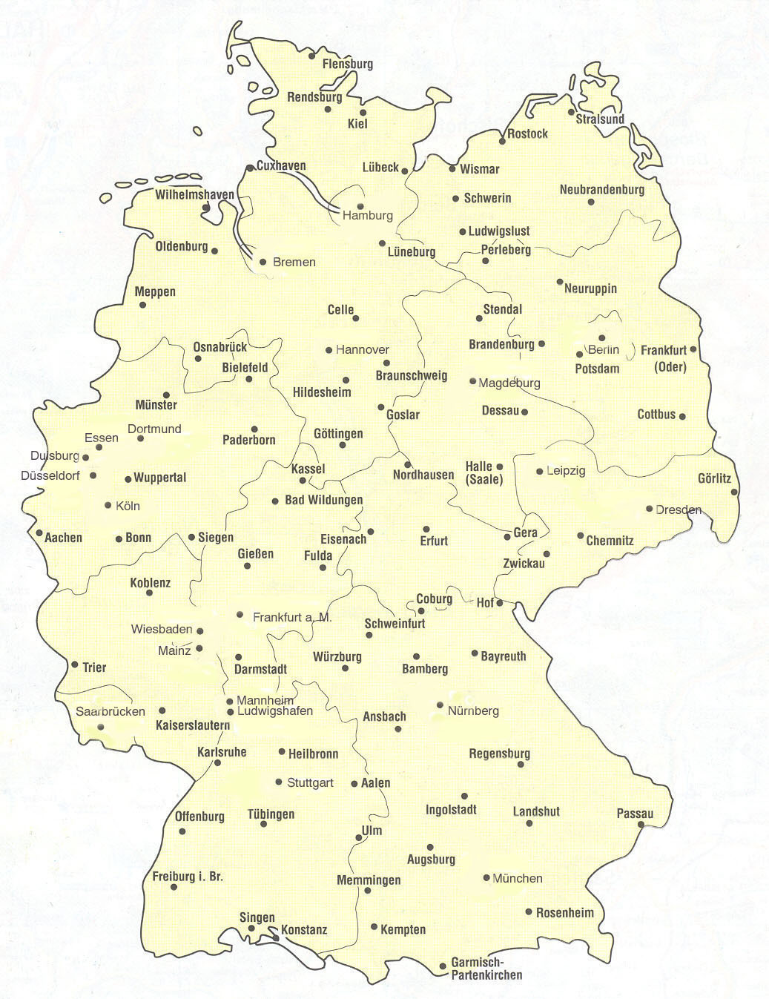 Flensburg
Rendsburg
Kiel
Stralsund
Rostock
Cuxhaven
Lübeck
Wismar
Neubrandenburg
Wilhelmshaven
Schwerin
Hamburg
Ludwigslust
Oldenburg
Lüneburg
Perleberg
Bremen
Neuruppin
Meppen
Celle
Stendal
Osnabrück
Hannover
Brandenburg
Berlin
Frankfurt
(Oder)
Bielefeld
Potsdam
Braunschweig
Magdeburg
Hildesheim
Münster
Goslar
Dessau
Cottbus
Dortmund
Essen
Paderborn
Göttingen
Duisburg
Kassel
Halle
(Saale)
Leipzig
Düsseldorf
Wuppertal
Nordhausen
Görlitz
Bad Wildungen
Köln
Dresden
Aachen
Bonn
Siegen
Eisenach
Erfurt
Gera
Chemnitz
Gießen
Fulda
Zwickau
Koblenz
Coburg
Hof
Frankfurt a. M.
Wiesbaden
Schweinfurt
Mainz
Würzburg
Bayreuth
Trier
Darmstadt
Bamberg
Mannheim
Saarbrücken
Ludwigshafen
Nürnberg
Ansbach
Kaiserslautern
Karlsruhe
Heilbronn
Regensburg
Stuttgart
Aalen
Ingolstadt
Landshut
Passau
Offenburg
Tübingen
Ulm
Augsburg
Freiburg i. Br.
Memmingen
München
Rosenheim
Singen
Konstanz
Kempten
Garmisch-
Partenkirchen